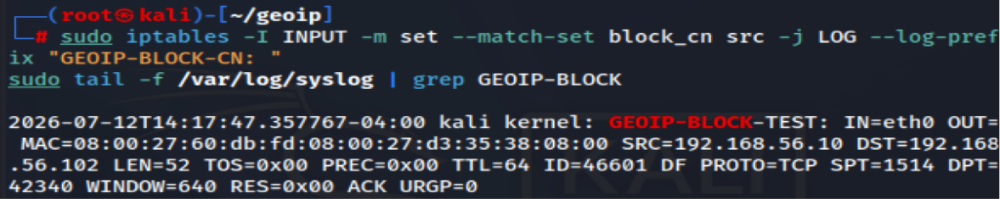 ┌──(root㉿kali)-[~/geoip]
└─# sudo iptables -I INPUT -m set --match-set block_cn src -j LOG --log-pref
ix "GEOIP-BLOCK-CN: "
sudo tail -f /var/log/syslog | grep GEOIP-BLOCK
2026-07-12T14:17:47.357767-04:00 kali kernel: GEOIP-BLOCK-TEST: IN=eth0 OUT=
MAC=08:00:27:60:db:fd:08:00:27:d3:35:38:08:00 SRC=192.168.56.10 DST=192.168
.56.102 LEN=52 TOS=0x00 PREC=0x00 TTL=64 ID=46601 DF PROTO=TCP SPT=1514 DPT=
42340 WINDOW=640 RES=0x00 ACK URGP=0